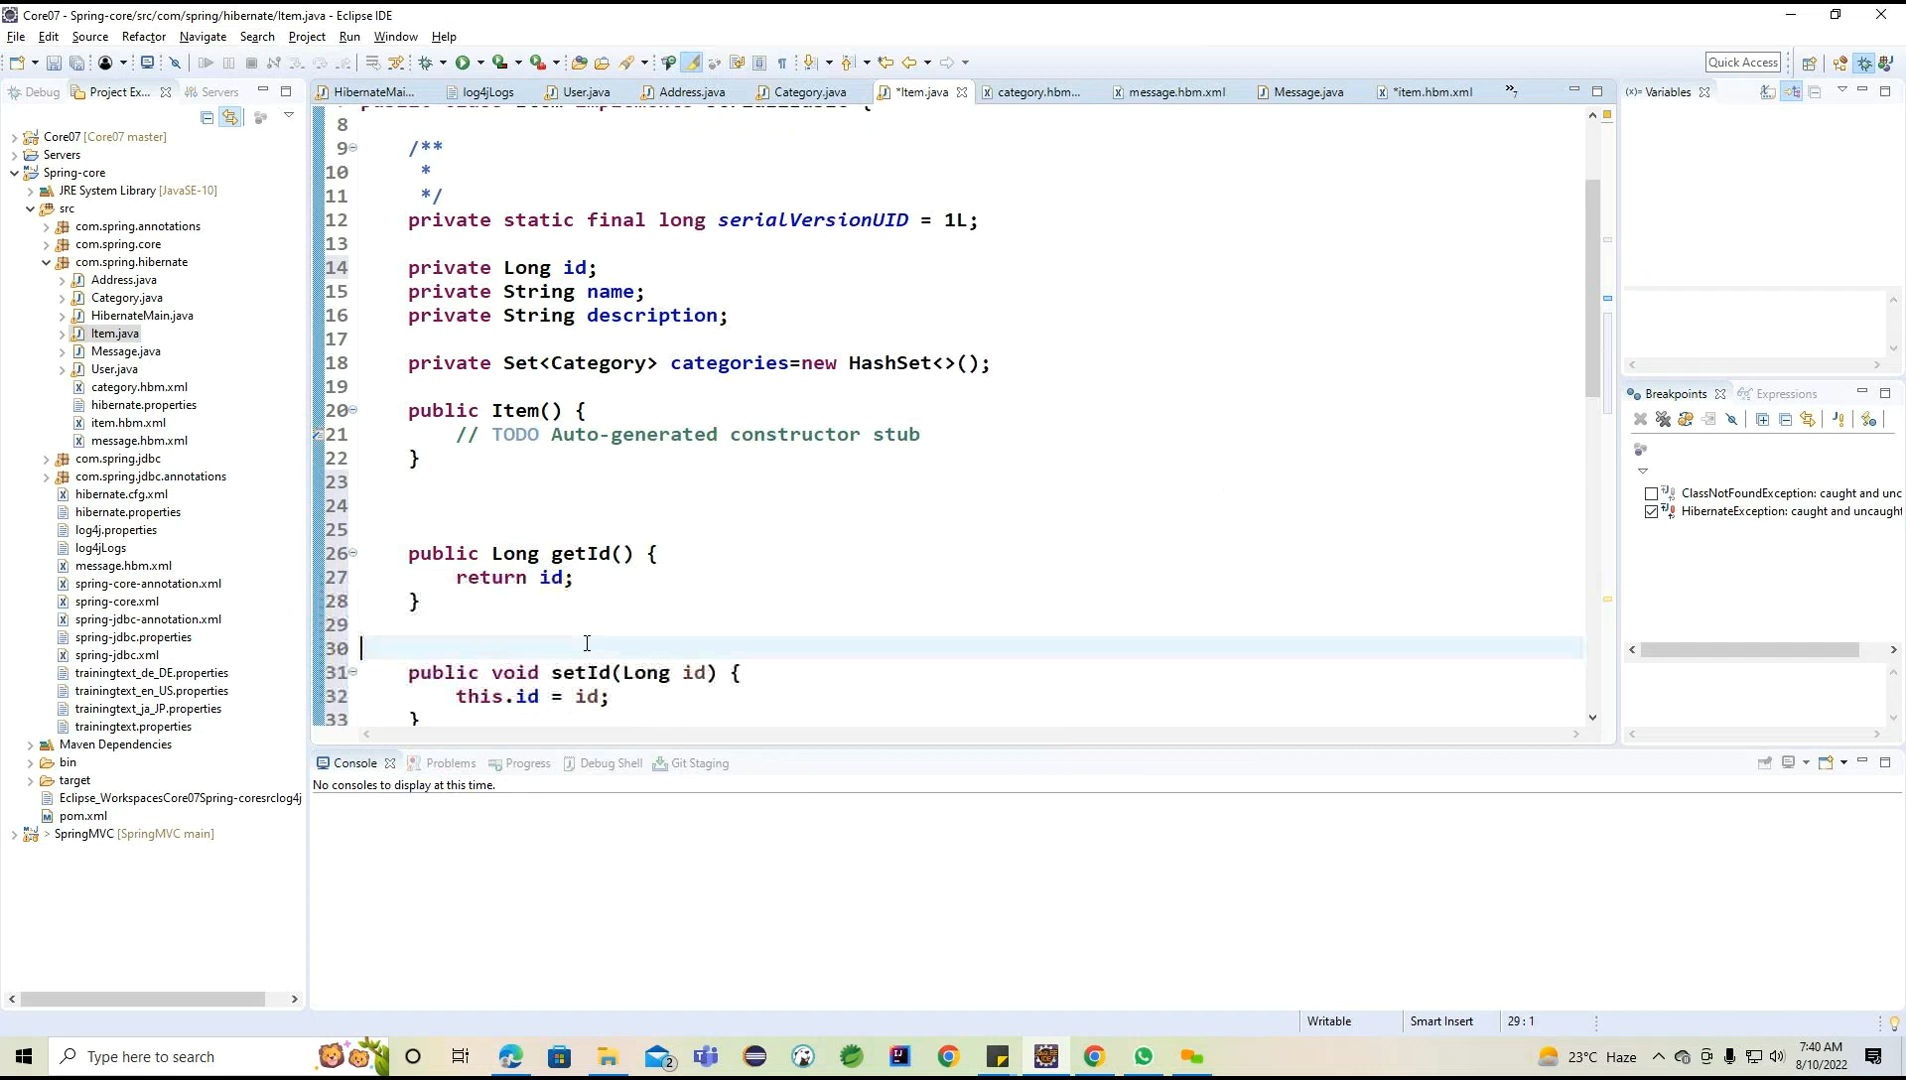 Core07 - Spring-core/src/com/spring/hibernate/Item.java - Eclipse IDE
File Edit Source Refactor Navigate Search Project Run Window Help
Quick Access
Debug Project Ex... Servers
HibernateMai... log4jLogs User.java Address.java Category.java *Item.java category.hbm... message.hbm.xml Message.java *item.hbm.xml »7
(x)= Variables
Core07 [Core07 master]
Servers
Spring-core
JRE System Library [JavaSE-10]
src
com.spring.annotations
com.spring.core
com.spring.hibernate
Address.java
Category.java
HibernateMain.java
Item.java
Message.java
User.java
category.hbm.xml
hibernate.properties
item.hbm.xml
message.hbm.xml
com.spring.jdbc
com.spring.jdbc.annotations
hibernate.cfg.xml
hibernate.properties
log4j.properties
log4jLogs
message.hbm.xml
spring-core-annotation.xml
spring-core.xml
spring-jdbc-annotation.xml
spring-jdbc.properties
spring-jdbc.xml
trainingtext_de_DE.properties
trainingtext_en_US.properties
trainingtext_ja_JP.properties
trainingtext.properties
Maven Dependencies
bin
target
Eclipse_WorkspacesCore07Spring-coresrclog4j
pom.xml
> SpringMVC [SpringMVC main]
8
9 /**
10 *
11 */
12 private static final long serialVersionUID = 1L;
13
14 private Long id;
15 private String name;
16 private String description;
17
18 private Set<Category> categories=new HashSet<>();
19
20 public Item() {
21 // TODO Auto-generated constructor stub
22 }
23
24
25
26 public Long getId() {
27 return id;
28 }
29
30
31 public void setId(Long id) {
32 this.id = id;
33 }
Breakpoints Expressions
ClassNotFoundException: caught and unc
HibernateException: caught and uncaught
Console Problems Progress Debug Shell Git Staging
No consoles to display at this time.
Writable Smart Insert 29 : 1
Type here to search
2
23°C Haze
7:40 AM
8/10/2022